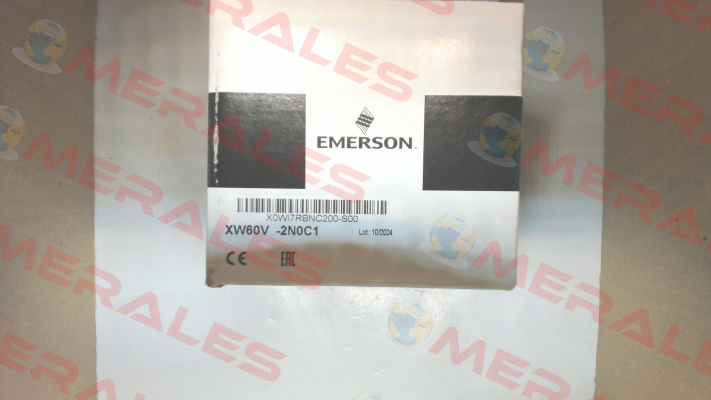 EMERSON
X0WI7RBNC200-S00
XW60V -2N0C1 Lot: 10/2024
CE EAC
MERALES
MERALES
MERALES
MERALES
MERALES
MERALES